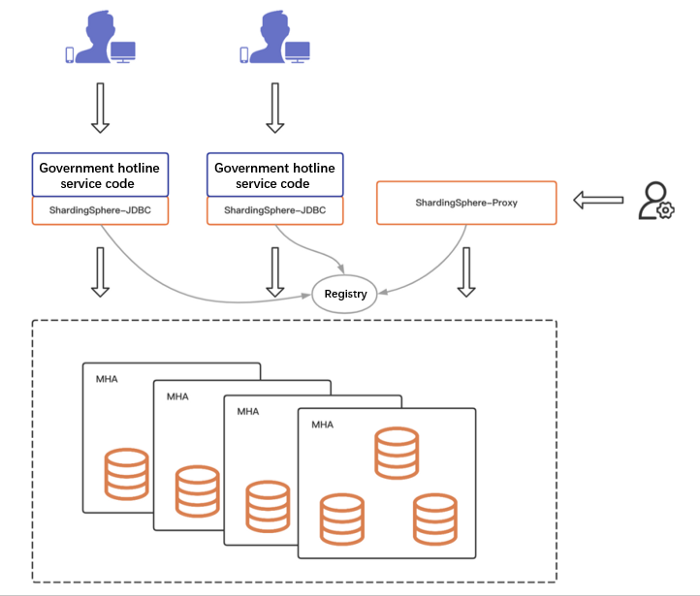 Government hotline
service code
ShardingSphere-JDBC
Government hotline
service code
ShardingSphere-JDBC
ShardingSphere-Proxy
Registry
MHA
MHA
MHA
MHA